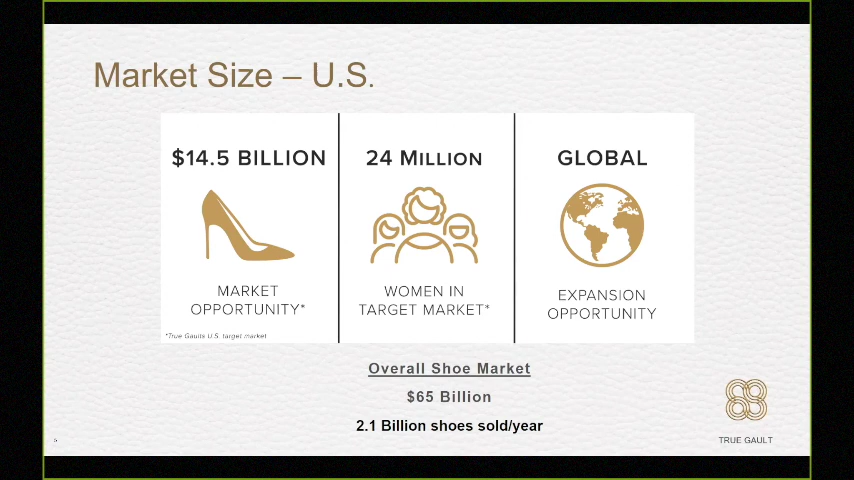 Market Size – U.S.
$14.5 BILLION
MARKET
OPPORTUNITY*
*True Gaults U.S. target market
24 MILLION
WOMEN IN
TARGET MARKET*
GLOBAL
EXPANSION
OPPORTUNITY
Overall Shoe Market
$65 Billion
2.1 Billion shoes sold/year
TRUE GAULT